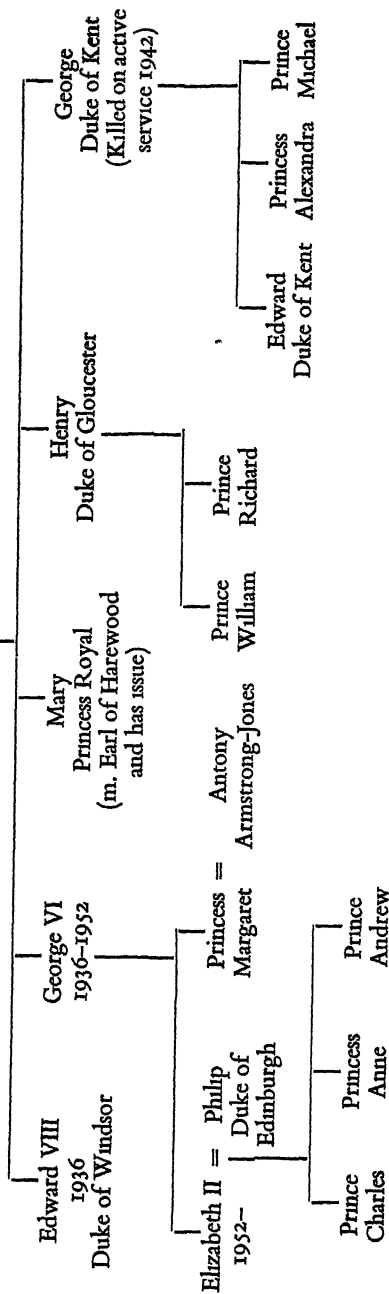 Edward VIII
1936
Duke of Windsor
George VI
1936–1952
Mary
Princess Royal
(m. Earl of Harewood
and has issue)
Henry
Duke of Gloucester
George
Duke of Kent
(Killed on active
service 1942)
Elizabeth II = Philip
1952–
Duke of
Edinburgh
Princess =
Margaret
Antony
Armstrong-Jones
Prince
William
Prince
Richard
Edward
Duke of Kent
Princess
Alexandra
Prince
Michael
Prince
Charles
Princess
Anne
Prince
Andrew